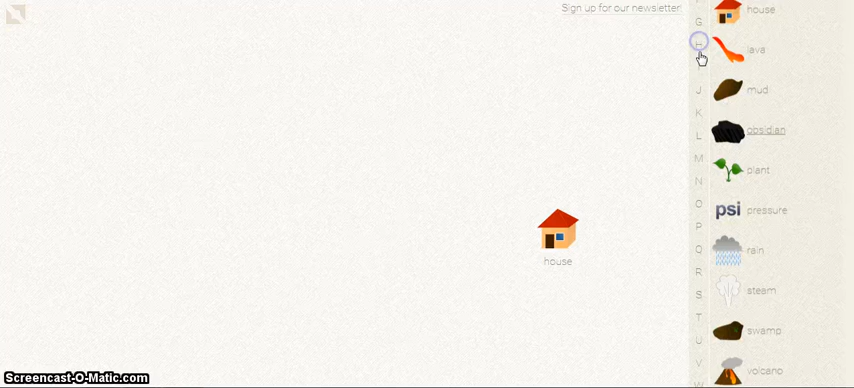 Sign up for our newsletter:
G
H
J
K
L
M
N
O
P
Q
R
S
T
U
V
W
house
lava
mud
obsidian
plant
psi pressure
rain
steam
swamp
volcano
house
Screencast-O-Matic.com